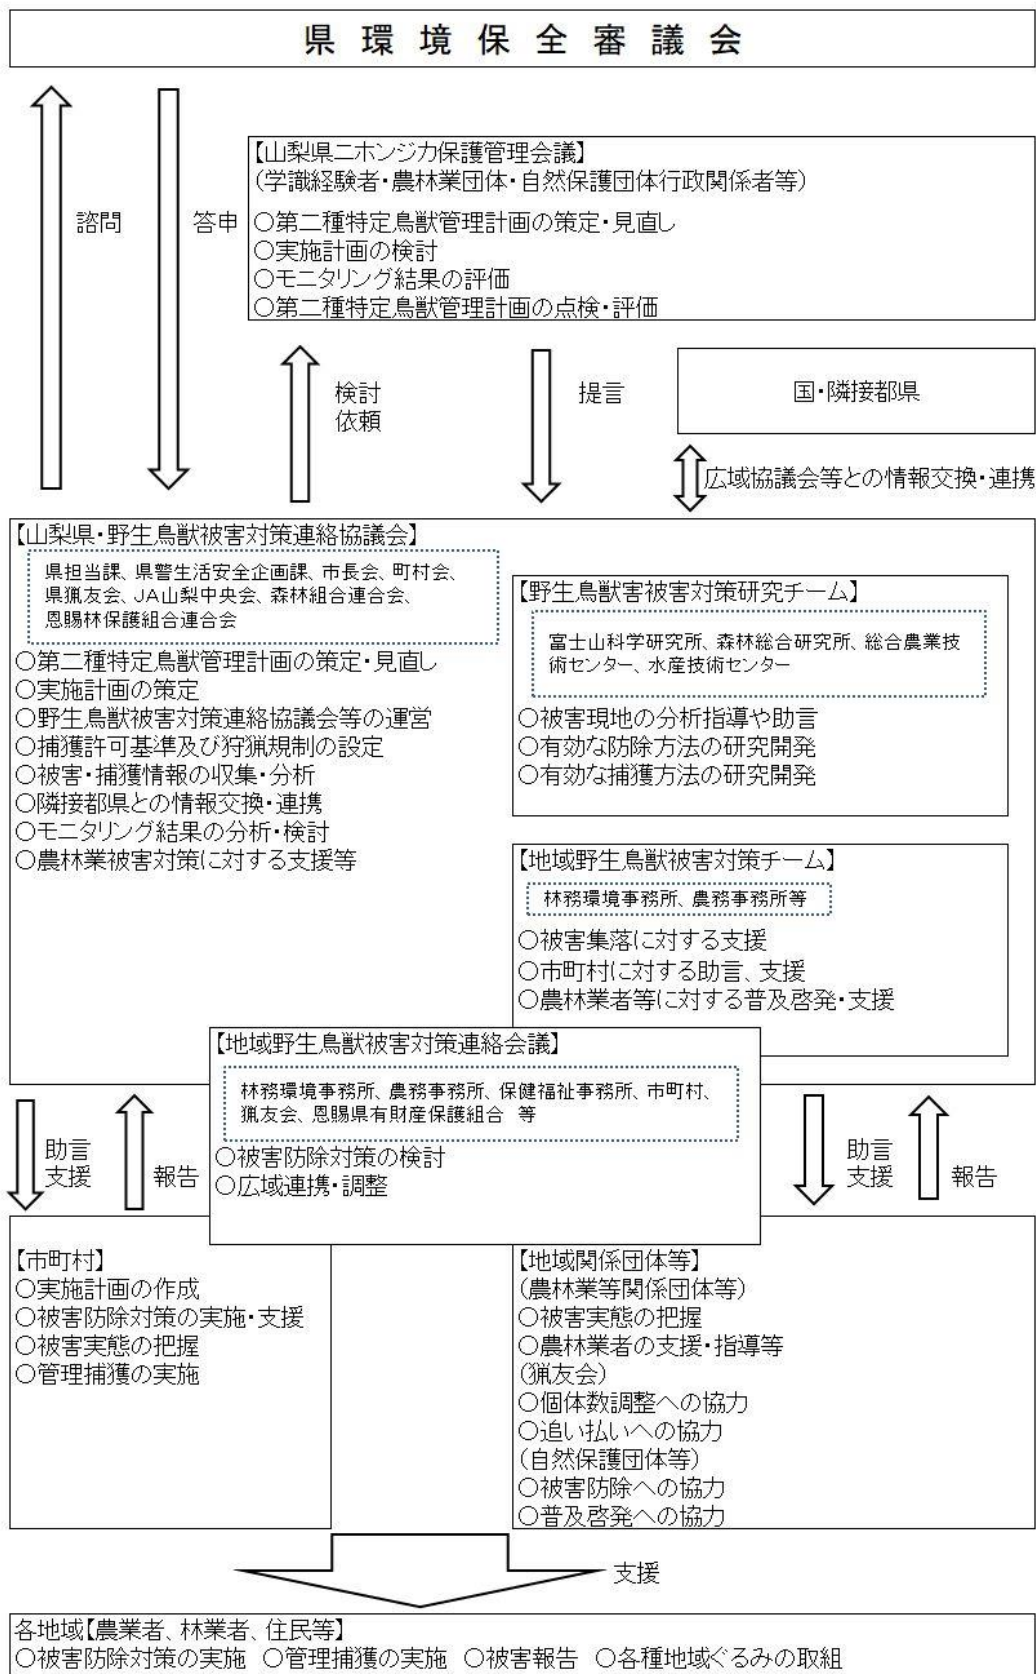 県環境保全審議会
諮問
答申
【山梨県ニホンジカ保護管理会議】
(学識経験者・農林業団体・自然保護団体行政関係者等)
○第二種特定鳥獣管理計画の策定・見直し
○実施計画の検討
○モニタリング結果の評価
○第二種特定鳥獣管理計画の点検・評価
検討
依頼
提言
国・隣接都県
広域協議会等との情報交換・連携
【山梨県・野生鳥獣被害対策連絡協議会】
県担当課、県警生活安全企画課、市長会、町村会、
県猟友会、JA山梨中央会、森林組合連合会、
恩賜林保護組合連合会
○第二種特定鳥獣管理計画の策定・見直し
○実施計画の策定
○野生鳥獣被害対策連絡協議会等の運営
○捕獲許可基準及び狩猟規制の設定
○被害・捕獲情報の収集・分析
○隣接都県との情報交換・連携
○モニタリング結果の分析・検討
○農林業被害対策に対する支援等
【野生鳥獣害被害対策研究チーム】
富士山科学研究所、森林総合研究所、総合農業技
術センター、水産技術センター
○被害現地の分析指導や助言
○有効な防除方法の研究開発
○有効な捕獲方法の研究開発
【地域野生鳥獣被害対策チーム】
林務環境事務所、農務事務所等
○被害集落に対する支援
○市町村に対する助言、支援
○農林業者等に対する普及啓発・支援
【地域野生鳥獣被害対策連絡会議】
林務環境事務所、農務事務所、保健福祉事務所、市町村、
猟友会、恩賜県有財産保護組合 等
○被害防除対策の検討
○広域連携・調整
助言
支援
報告
助言
支援
報告
【市町村】
○実施計画の作成
○被害防除対策の実施・支援
○被害実態の把握
○管理捕獲の実施
【地域関係団体等】
(農林業等関係団体等)
○被害実態の把握
○農林業者の支援・指導等
(猟友会)
○個体数調整への協力
○追い払いへの協力
(自然保護団体等)
○被害防除への協力
○普及啓発への協力
支援
各地域【農業者、林業者、住民等】
○被害防除対策の実施 ○管理捕獲の実施 ○被害報告 ○各種地域ぐるみの取組